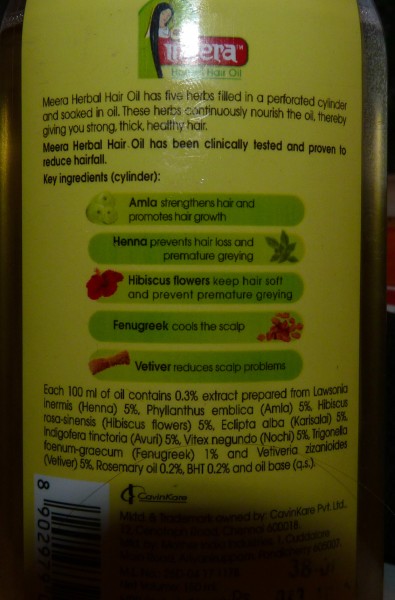 meera™
Herbal Hair Oil
Meera Herbal Hair Oil has five herbs filled in a perforated cylinder
and soaked in oil. These herbs continuously nourish the oil, thereby
giving you strong, thick, healthy hair.
Meera Herbal Hair Oil has been clinically tested and proven to
reduce hairfall.
Key ingredients (cylinder):
Amla strengthens hair and
promotes hair growth
Henna prevents hair loss and
premature greying
Hibiscus flowers keep hair soft
and prevent premature greying
Fenugreek cools the scalp
Vetiver reduces scalp problems
Each 100 ml of oil contains 0.3% extract prepared from Lawsonia
inermis (Henna) 5%, Phyllanthus emblica (Amla) 5%, Hibiscus
rosa-sinensis (Hibiscus flowers) 5%, Eclipta alba (Karisalai) 5%,
Indigofera tinctoria (Avuri) 5%, Vitex negundo (Nochi) 5%, Trigonella
foenum-graecum (Fenugreek) 1% and Vetiveria zizanioides
(Vetiver) 5%, Rosemary oil 0.2%, BHT 0.2% and oil base (q.s.).
CavinKare
Trademark owned by: CavinKare Pvt. Ltd.,
Road, Chennai 600018.
8 902979